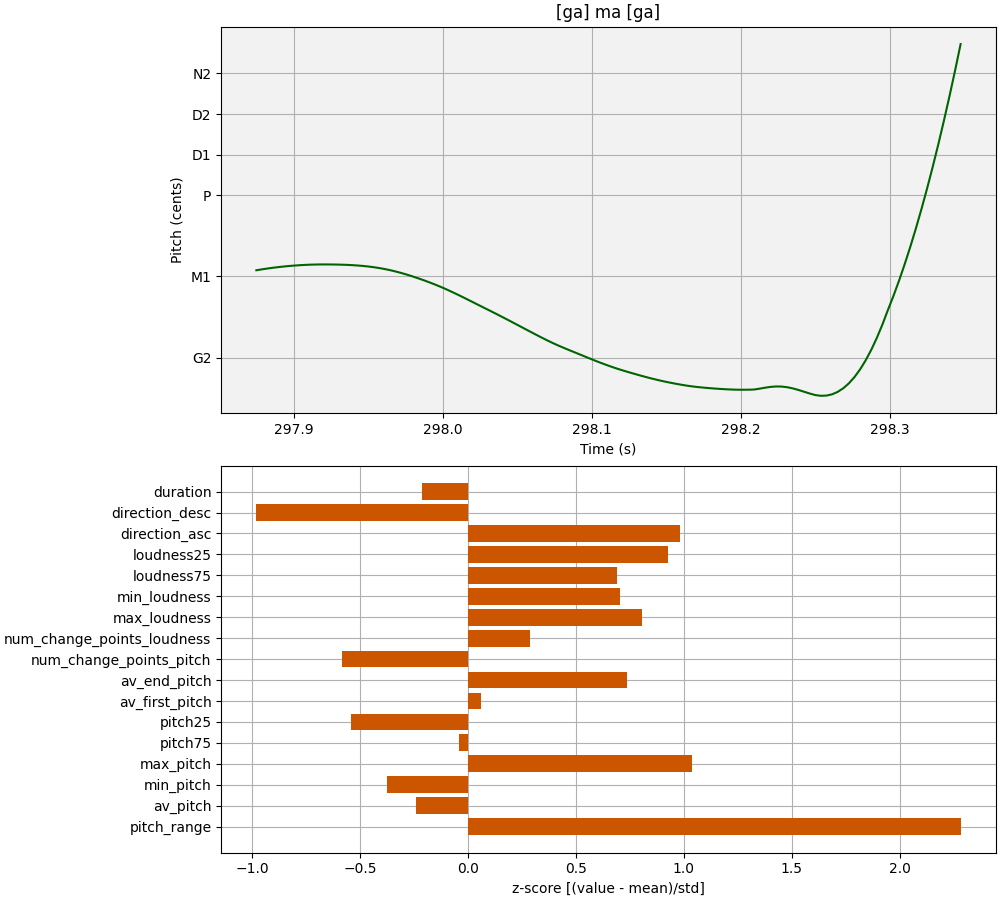 [ga] ma [ga]
N2
D2
D1
P
M1
G2
Pitch (cents)
297.9
298.0
298.1
298.2
298.3
Time (s)
duration
direction_desc
direction_asc
loudness25
loudness75
min_loudness
max_loudness
num_change_points_loudness
num_change_points_pitch
av_end_pitch
av_first_pitch
pitch25
pitch75
max_pitch
min_pitch
av_pitch
pitch_range
−1.0
−0.5
0.0
0.5
1.0
1.5
2.0
z-score [(value - mean)/std]